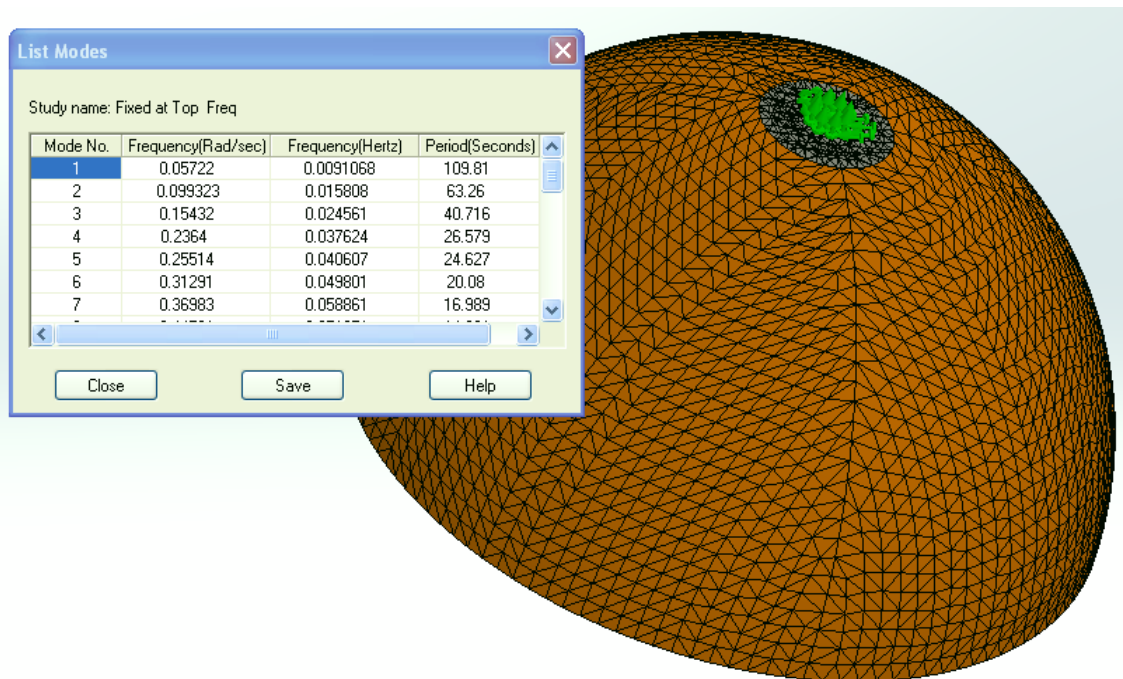 List Modes
Study name: Fixed at Top Freq
Mode No. Frequency(Rad/sec) Frequency(Hertz) Period(Seconds)
1 0.05722 0.0091068 109.81
2 0.099323 0.015808 63.26
3 0.15432 0.024561 40.716
4 0.2364 0.037624 26.579
5 0.25514 0.040607 24.627
6 0.31291 0.049801 20.08
7 0.36983 0.058861 16.989
Close Save Help